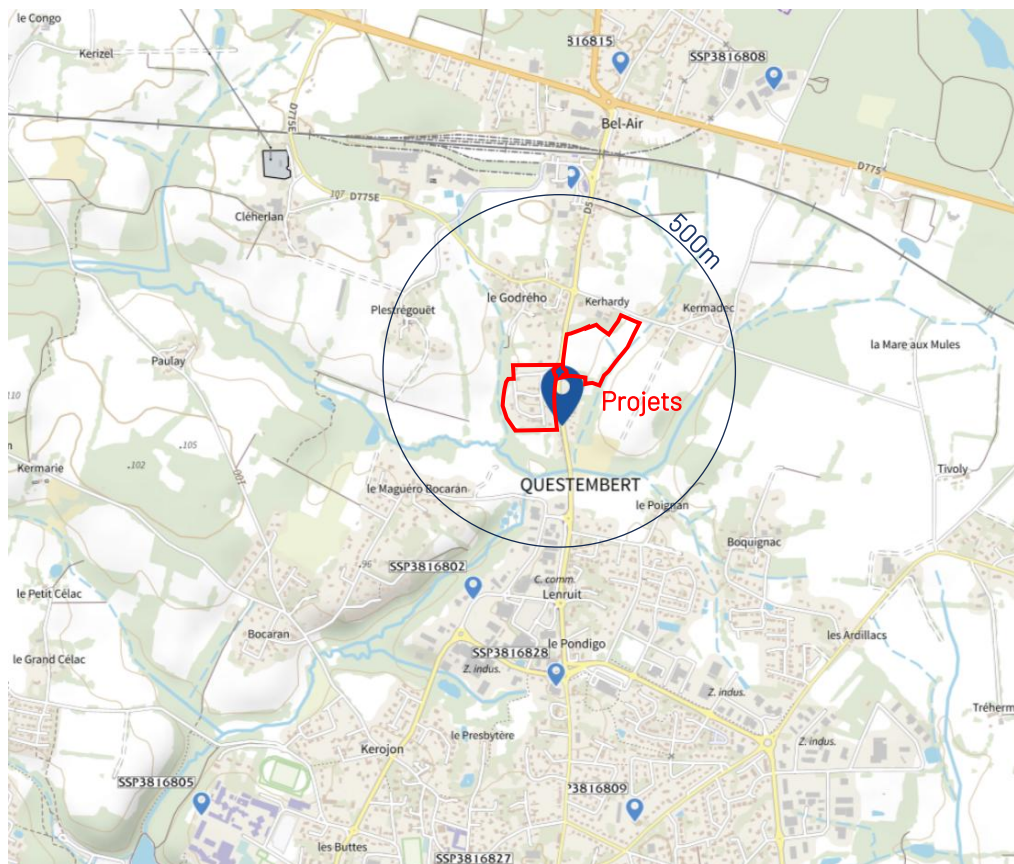 le Congo
Kerizel
3816815
SSP3816808
Bel-Air
D775E
D775
107
D775E
Cléherlan
500m
Plestrégouët
le Godrého
Kerhardy
Kermadec
la Mare aux Mules
Paulay
Projets
110
.105
.102
Kermarie
le Maguéro Bocaran
QUESTEMBERT
le Poignan
Tivoly
Boquignac
.96
SSP3816802
le Petit Célac
C. comm.
Lenruit
Bocaran
les Ardillacs
le Pondigo
SSP3816828
Z. indus.
le Grand Célac
Z. indus.
Tréherm
le Presbytère
Z. indus.
Kerojon
SSP3816805
3816809
les Buttes
SSP3816827